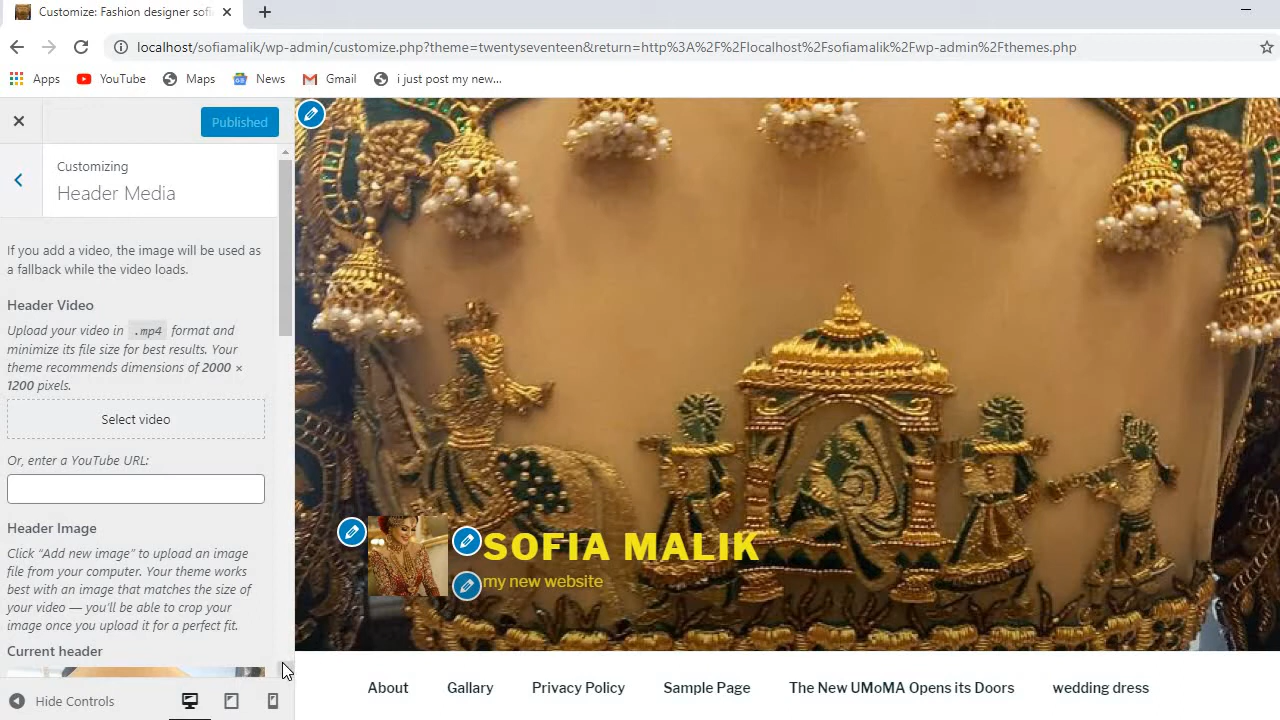 Customize: Fashion designer sofi
localhost/sofiamalik/wp-admin/customize.php?theme=twentyseventeen&return=http%3A%2F%2Flocalhost%2Fsofiamalik%2Fwp-admin%2Fthemes.php
Apps YouTube Maps News Gmail i just post my new...
Published
Customizing
Header Media
If you add a video, the image will be used as
a fallback while the video loads.
Header Video
Upload your video in .mp4 format and
minimize its file size for best results. Your
theme recommends dimensions of 2000 ×
1200 pixels.
Select video
Or, enter a YouTube URL:
Header Image
Click “Add new image” to upload an image
file from your computer. Your theme works
best with an image that matches the size of
your video — you’ll be able to crop your
image once you upload it for a perfect fit.
Current header
Hide Controls
SOFIA MALIK
my new website
About Gallary Privacy Policy Sample Page The New UMoMA Opens its Doors wedding dress